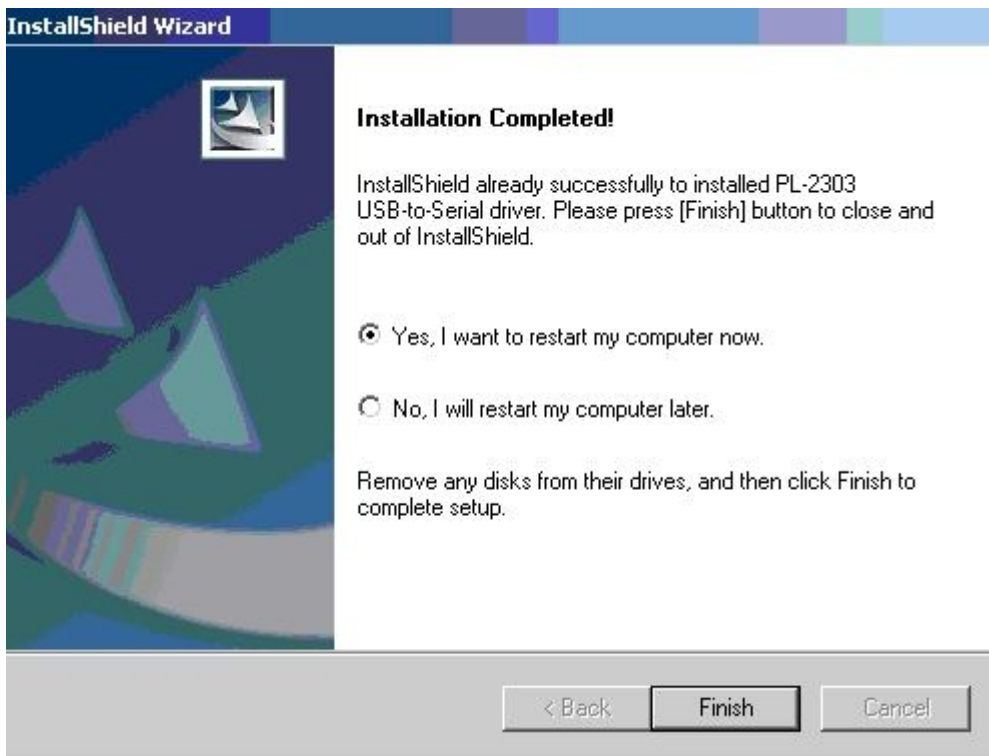 InstallShield Wizard
Installation Completed!
InstallShield already successfully to installed PL-2303
USB-to-Serial driver. Please press [Finish] button to close and
out of InstallShield.
Yes, I want to restart my computer now.
No, I will restart my computer later.
Remove any disks from their drives, and then click Finish to
complete setup.
< Back
Finish
Cancel